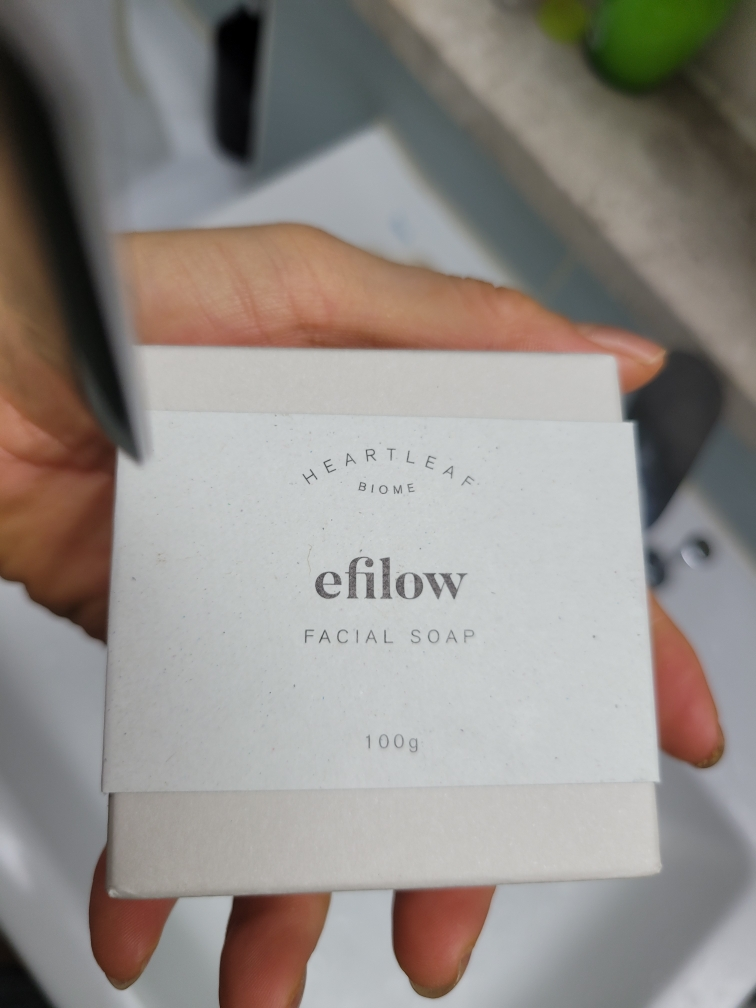 HEARTLEAF
BIOME
efilow
FACIAL SOAP
100g